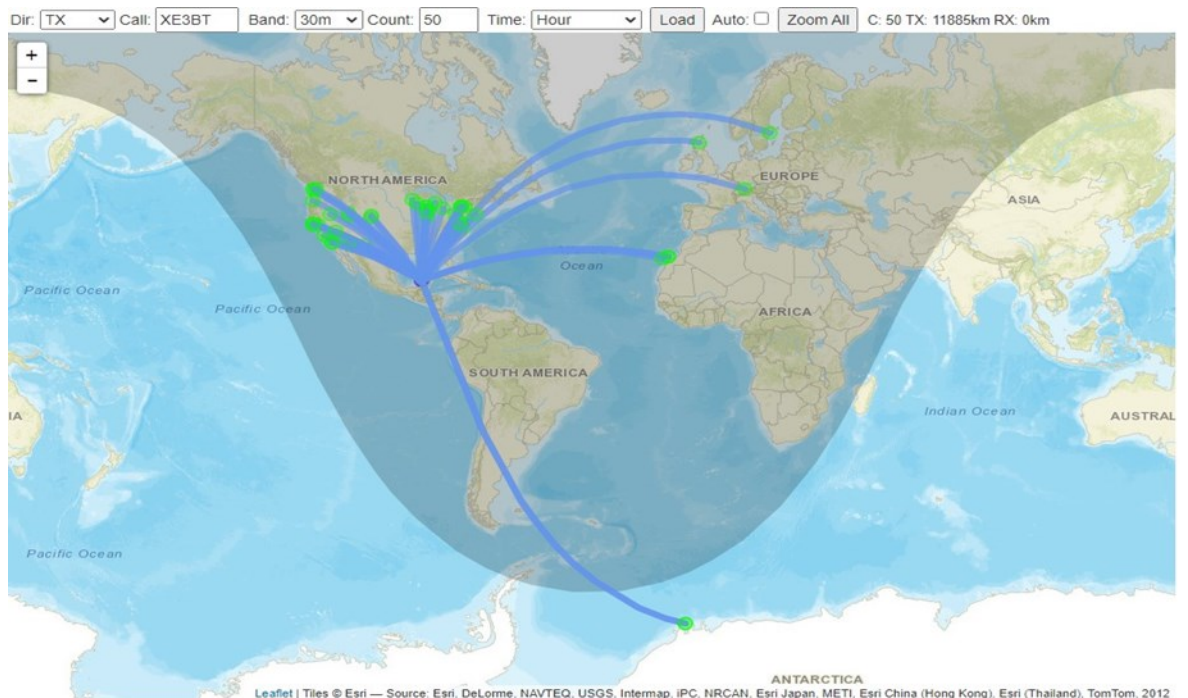 Dir: TX Call: XE3BT Band: 30m Count: 50 Time: Hour Load Auto: Zoom All C: 50 TX: 11885km RX: 0km
+
−
NORTH AMERICA
EUROPE
ASIA
Ocean
Pacific Ocean
Pacific Ocean
AFRICA
SOUTH AMERICA
Indian Ocean
IA
AUSTRAL
Pacific Ocean
ANTARCTICA
Leaflet | Tiles © Esri — Source: Esri, DeLorme, NAVTEQ, USGS, Intermap, iPC, NRCAN, Esri Japan, METI, Esri China (Hong Kong), Esri (Thailand), TomTom, 2012